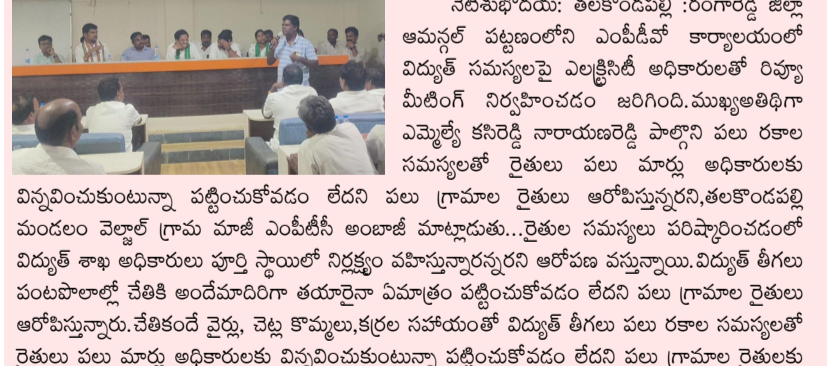 నేటిశుభోదయ: తలకొండపల్లి :రంగారెడ్డి జిల్లా
ఆమన్గల్ పట్టణంలోని ఎంపీడీవో కార్యాలయంలో
విద్యుత్ సమస్యలపై ఎలక్ట్రిసిటీ అధికారులతో రివ్యూ
మీటింగ్ నిర్వహించడం జరిగింది.ముఖ్యఅతిథిగా
ఎమ్మెల్యే కసిరెడ్డి నారాయణరెడ్డి పాల్గొని పలు రకాల
సమస్యలతో రైతులు పలు మార్లు అధికారులకు
విన్నవించుకుంటున్నా పట్టించుకోవడం లేదని పలు గ్రామాల రైతులు ఆరోపిస్తున్నరని,తలకొండపల్లి
మండలం వెల్జాల్ గ్రామ మాజీ ఎంపీటీసీ అంబాజీ మాట్లాడుతు...రైతుల సమస్యలు పరిష్కారించడంలో
విద్యుత్ శాఖ అధికారులు పూర్తి స్థాయిలో నిర్లక్ష్యం వహిస్తున్నారన్నరని ఆరోపణ వస్తున్నాయి.విద్యుత్ తీగలు
పంటపొలాల్లో చేతికి అందేమాదిరిగా తయారైనా ఏమాత్రం పట్టించుకోవడం లేదని పలు గ్రామాల రైతులు
ఆరోపిస్తున్నారు.చేతికందే వైర్లు, చెట్ల కొమ్మలు,కర్రల సహాయంతో విద్యుత్ తీగలు పలు రకాల సమస్యలతో
రైతులు పలు మార్లు అధికారులకు విన్నవించుకుంటున్నా పట్టించుకోవడం లేదని పలు గ్రామాల రైతులకు